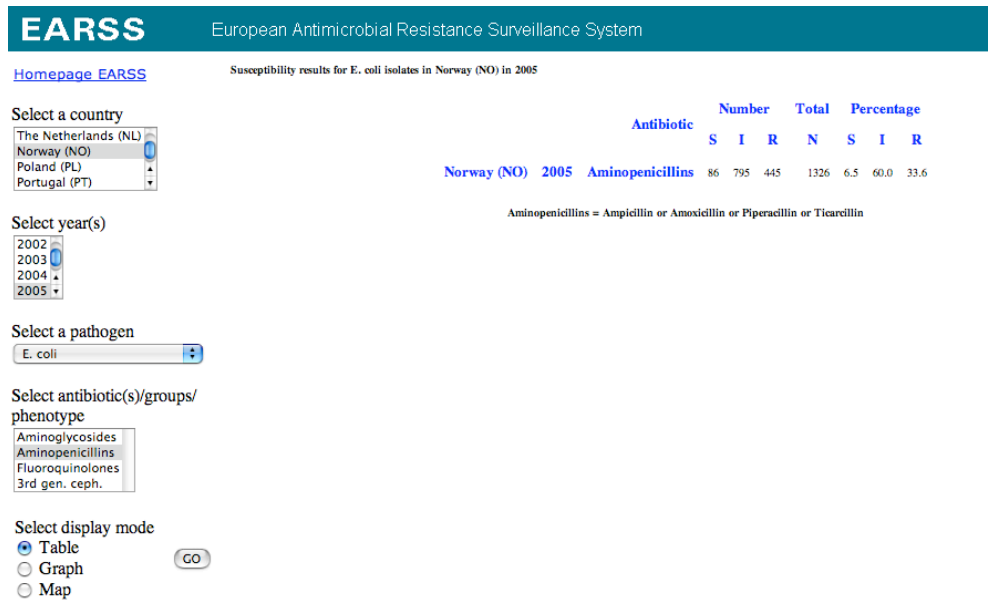 EARSS European Antimicrobial Resistance Surveillance System
Homepage EARSS
Select a country
The Netherlands (NL)
Norway (NO)
Poland (PL)
Portugal (PT)
Select year(s)
2002
2003
2004
2005
Select a pathogen
E. coli
Select antibiotic(s)/groups/
phenotype
Aminoglycosides
Aminopenicillins
Fluoroquinolones
3rd gen. ceph.
Select display mode
Table
Graph
Map
GO
Susceptibility results for E. coli isolates in Norway (NO) in 2005
Antibiotic Number Total Percentage
S I R N S I R
Norway (NO) 2005 Aminopenicillins 86 795 445 1326 6.5 60.0 33.6
Aminopenicillins = Ampicillin or Amoxicillin or Piperacillin or Ticarcillin